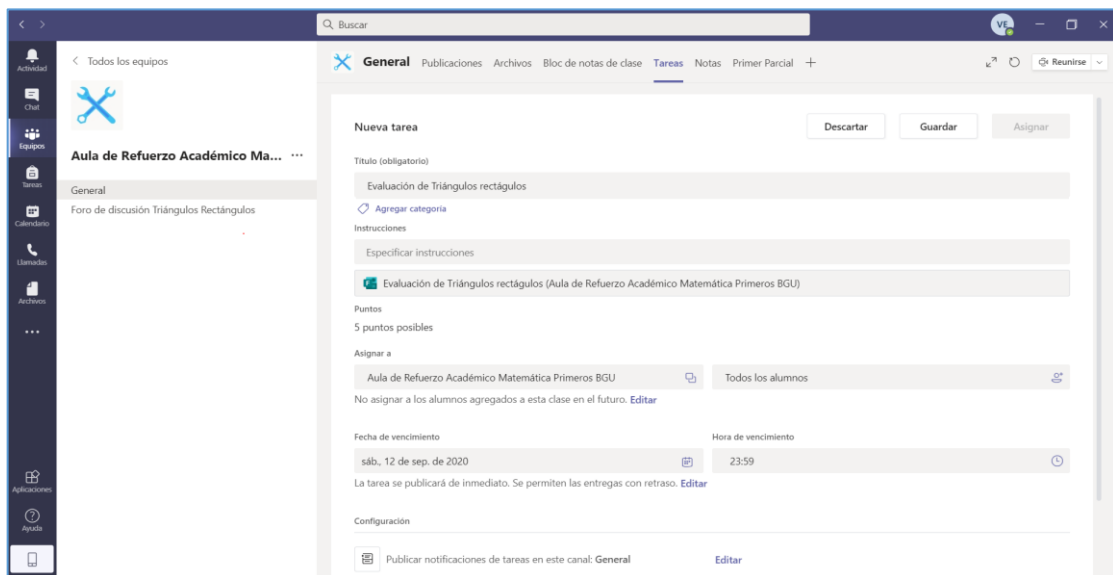 Buscar
VE
Actividad
Chat
Equipos
Tareas
Calendario
Llamadas
Archivos
Aplicaciones
Ayuda
Todos los equipos
Aula de Refuerzo Académico Ma... ...
General
Foro de discusión Triángulos Rectángulos
General Publicaciones Archivos Bloc de notas de clase Tareas Notas Primer Parcial +
Reunirse
Nueva tarea
Descartar Guardar Asignar
Título (obligatorio)
Evaluación de Triángulos rectágulos
Agregar categoría
Instrucciones
Especificar instrucciones
Evaluación de Triángulos rectágulos (Aula de Refuerzo Académico Matemática Primeros BGU)
Puntos
5 puntos posibles
Asignar a
Aula de Refuerzo Académico Matemática Primeros BGU Todos los alumnos
No asignar a los alumnos agregados a esta clase en el futuro. Editar
Fecha de vencimiento Hora de vencimiento
sáb., 12 de sep. de 2020 23:59
La tarea se publicará de inmediato. Se permiten las entregas con retraso. Editar
Configuración
Publicar notificaciones de tareas en este canal: General Editar